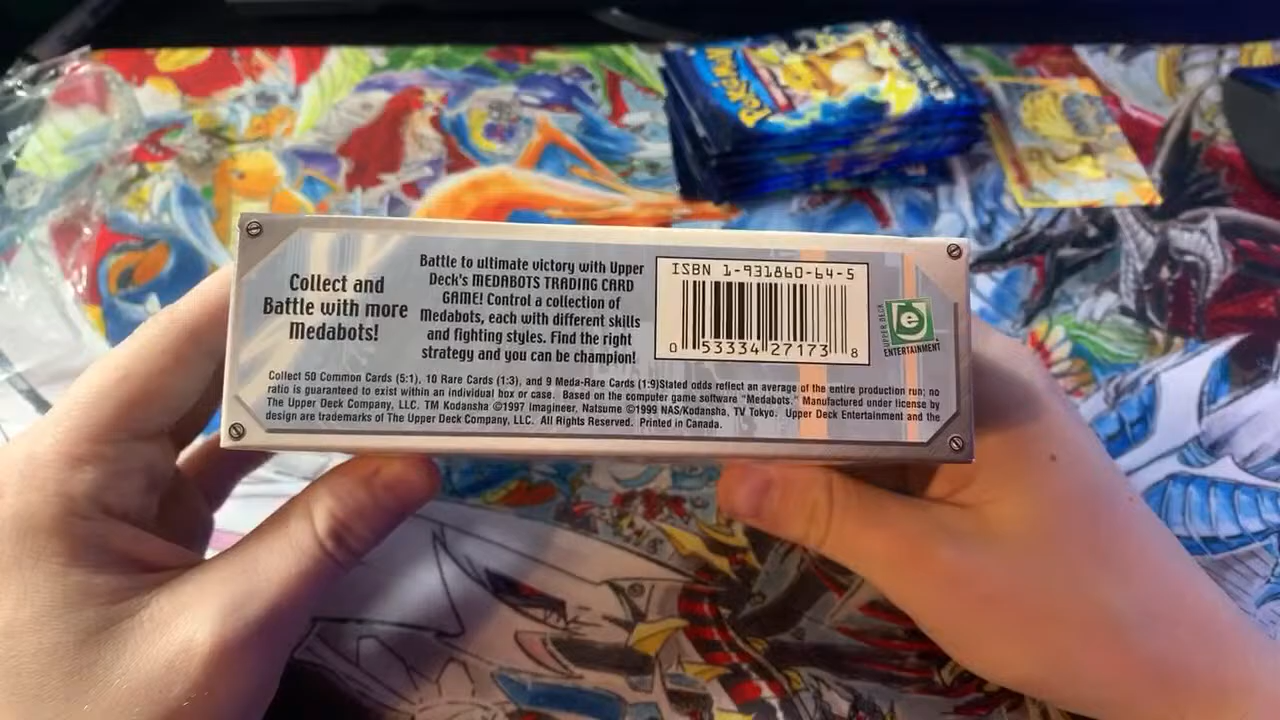 Pokémon
Collect and
Battle with more
Medabots!
Battle to ultimate victory with Upper
Deck's MEDABOTS TRADING CARD
GAME! Control a collection of
Medabots, each with different skills
and fighting styles. Find the right
strategy and you can be champion!
ISBN 1-931860-64-5
0 53334 27173 8
UPPER DECK
e
ENTERTAINMENT
Collect 50 Common Cards (5:1), 10 Rare Cards (1:3), and 9 Meda-Rare Cards (1:9)Stated odds reflect an average of the entire production run; no
ratio is guaranteed to exist within an individual box or case. Based on the computer game software "Medabots." Manufactured under license by
The Upper Deck Company, LLC. TM Kodansha ©1997 Imagineer, Natsume ©1999 NAS/Kodansha, TV Tokyo. Upper Deck Entertainment and the
design are trademarks of The Upper Deck Company, LLC. All Rights Reserved. Printed in Canada.